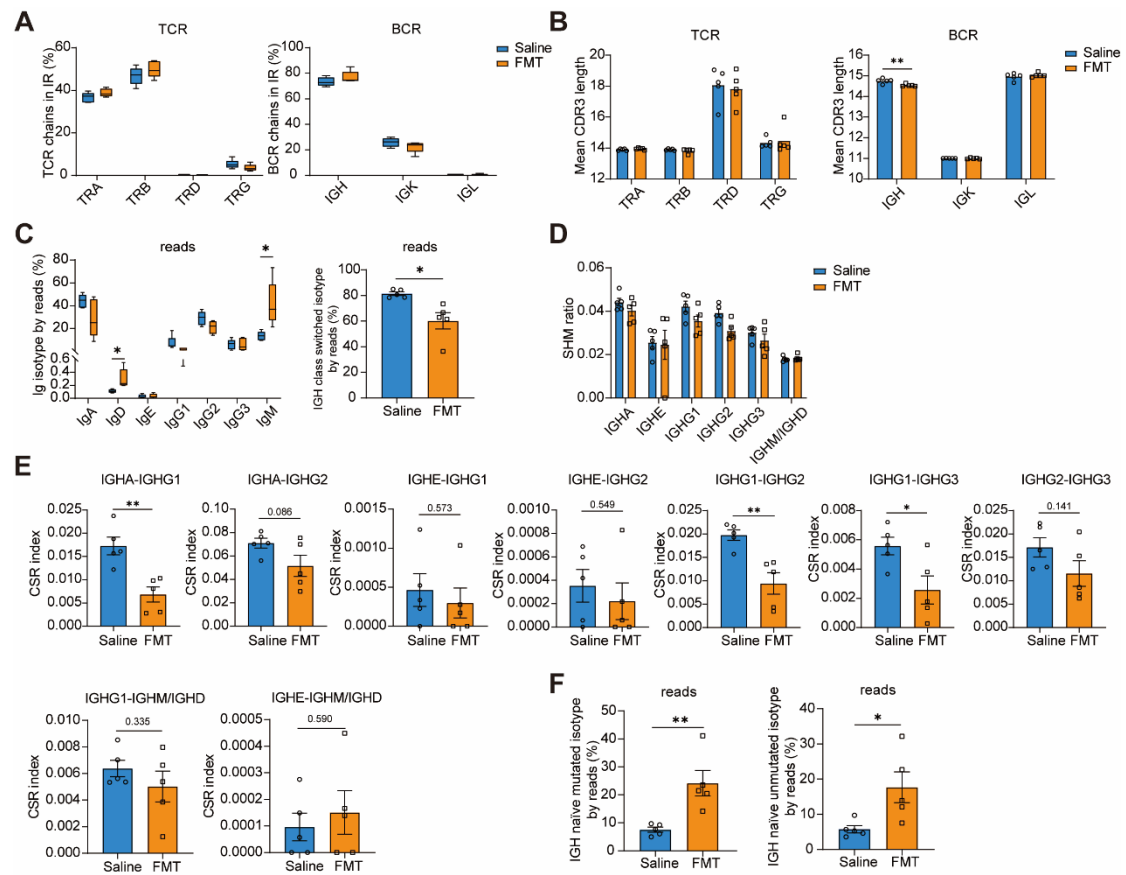 A
TCR
BCR
Saline
FMT
TCR chains in IR (%)
60
40
20
0
TRA
TRB
TRD
TRG
BCR chains in IR (%)
100
80
60
40
20
0
IGH
IGK
IGL
B
TCR
BCR
Saline
FMT
Mean CDR3 length
20
18
16
14
12
TRA
TRB
TRD
TRG
Mean CDR3 length
16
15
14
13
12
11
10
**
IGH
IGK
IGL
C
reads
reads
Ig isotype by reads (%)
80
60
40
20
0.6
0.4
0.2
0.0
*
*
IgA
IgD
IgE
IgG1
IgG2
IgG3
IgM
IGH class switched isotype
by reads (%)
100
80
60
40
20
0
*
Saline
FMT
D
Saline
FMT
SHM ratio
0.06
0.04
0.02
0.00
IGHA
IGHE
IGHG1
IGHG2
IGHG3
IGHM/IGHD
E
IGHA-IGHG1
CSR index
0.025
0.020
0.015
0.010
0.005
0.000
**
Saline FMT
IGHA-IGHG2
CSR index
0.10
0.08
0.06
0.04
0.02
0.00
0.086
Saline FMT
IGHE-IGHG1
CSR index
0.0015
0.0010
0.0005
0.0000
0.573
Saline FMT
IGHE-IGHG2
CSR index
0.0010
0.0008
0.0006
0.0004
0.0002
0.0000
0.549
Saline FMT
IGHG1-IGHG2
CSR index
0.025
0.020
0.015
0.010
0.005
0.000
**
Saline FMT
IGHG1-IGHG3
CSR index
0.008
0.006
0.004
0.002
0.000
*
Saline FMT
IGHG2-IGHG3
CSR index
0.025
0.020
0.015
0.010
0.005
0.000
0.141
Saline FMT
IGHG1-IGHM/IGHD
CSR index
0.010
0.008
0.006
0.004
0.002
0.000
0.335
Saline FMT
IGHE-IGHM/IGHD
CSR index
0.0005
0.0004
0.0003
0.0002
0.0001
0.0000
0.590
Saline FMT
F
reads
IGH naïve mutated isotype
by reads (%)
50
40
30
20
10
0
**
Saline FMT
reads
IGH naïve unmutated isotype
by reads (%)
40
30
20
10
0
*
Saline FMT